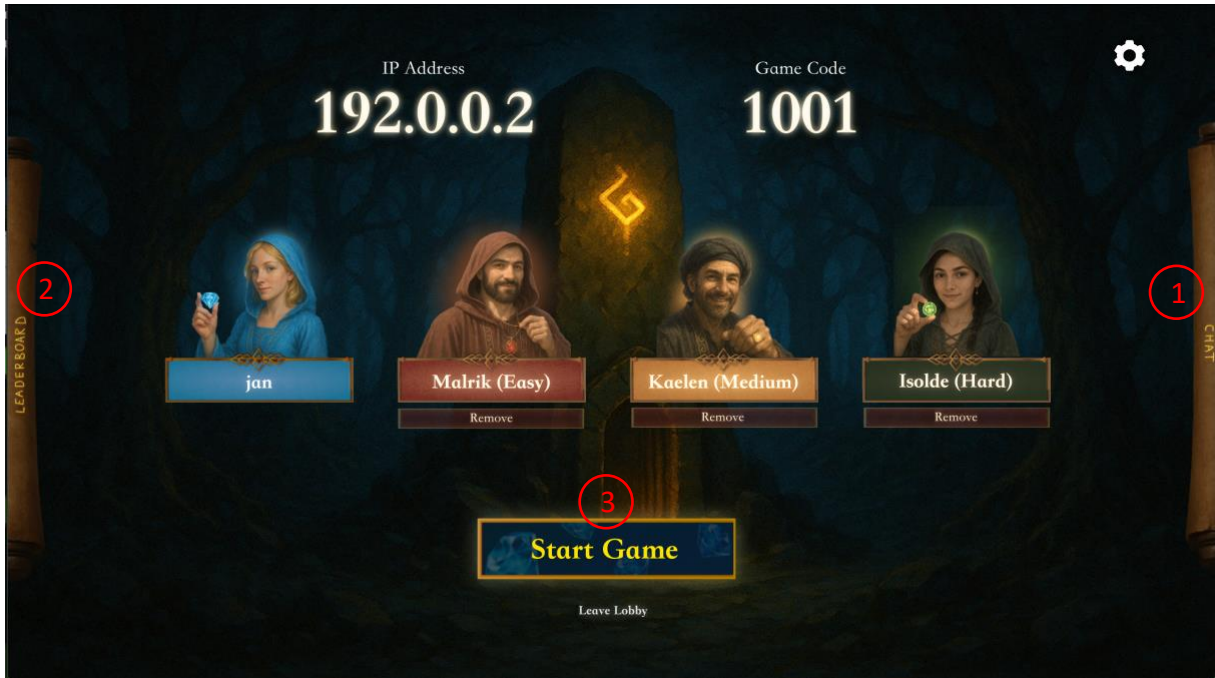 IP Address
192.0.0.2
Game Code
1001
2
LEADERBOARD
1
CHAT
jan
Malrik (Easy)
Kaelen (Medium)
Isolde (Hard)
Remove
Remove
Remove
3
Start Game
Leave Lobby